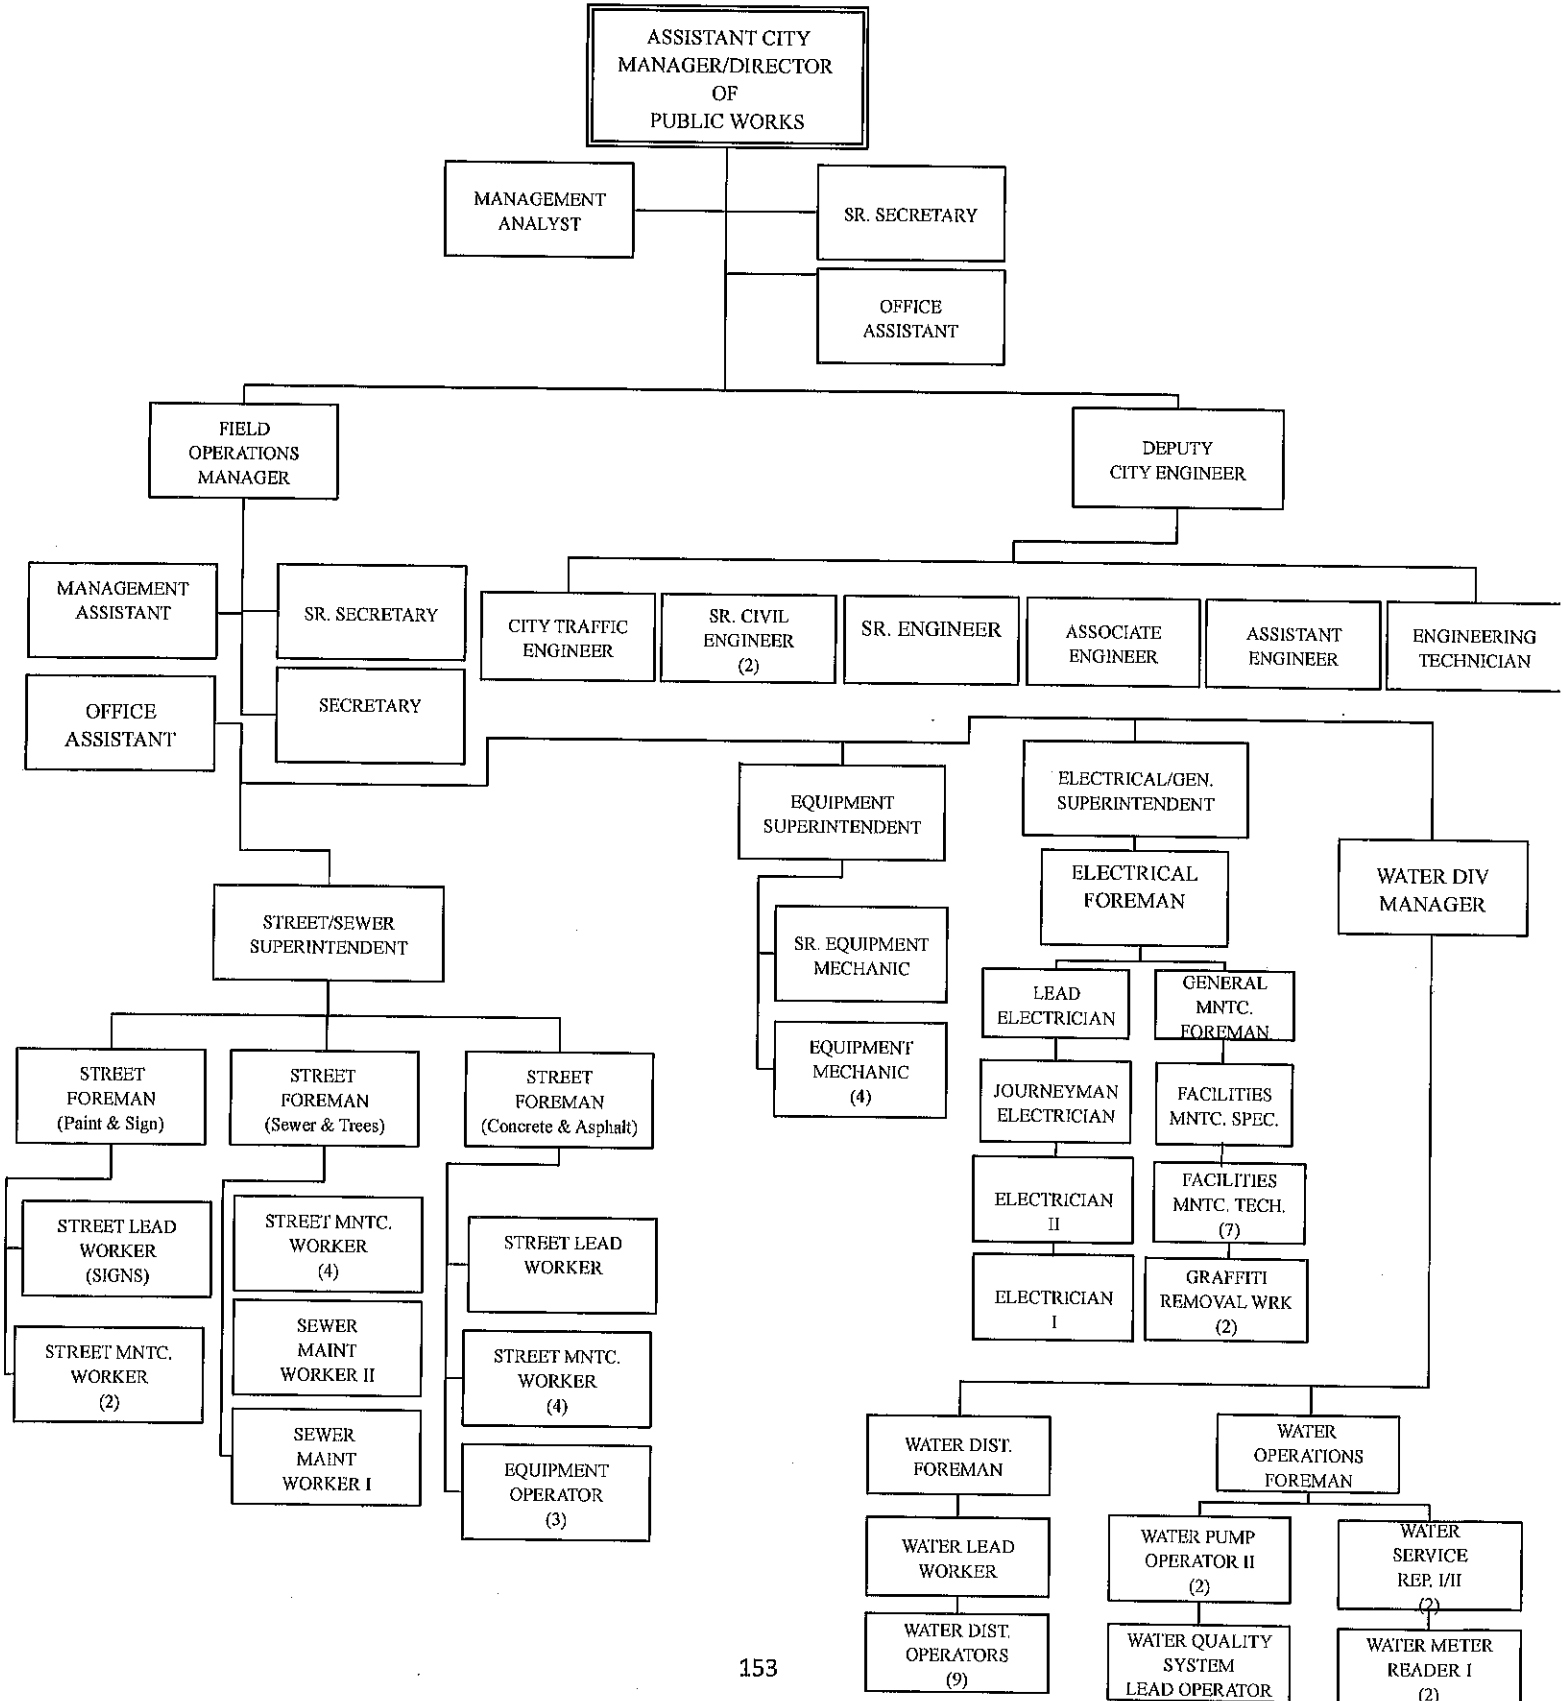 ASSISTANT CITY
MANAGER/DIRECTOR
OF
PUBLIC WORKS
MANAGEMENT
ANALYST
SR. SECRETARY
OFFICE
ASSISTANT
FIELD
OPERATIONS
MANAGER
DEPUTY
CITY ENGINEER
MANAGEMENT
ASSISTANT
SR. SECRETARY
OFFICE
ASSISTANT
SECRETARY
CITY TRAFFIC
ENGINEER
SR. CIVIL
ENGINEER
(2)
SR. ENGINEER
ASSOCIATE
ENGINEER
ASSISTANT
ENGINEER
ENGINEERING
TECHNICIAN
STREET/SEWER
SUPERINTENDENT
EQUIPMENT
SUPERINTENDENT
ELECTRICAL/GEN.
SUPERINTENDENT
WATER DIV
MANAGER
STREET
FOREMAN
(Paint & Sign)
STREET
FOREMAN
(Sewer & Trees)
STREET
FOREMAN
(Concrete & Asphalt)
STREET LEAD
WORKER
(SIGNS)
STREET MNTC.
WORKER
(2)
STREET MNTC.
WORKER
(4)
SEWER
MAINT
WORKER II
SEWER
MAINT
WORKER I
STREET LEAD
WORKER
STREET MNTC.
WORKER
(4)
EQUIPMENT
OPERATOR
(3)
SR. EQUIPMENT
MECHANIC
EQUIPMENT
MECHANIC
(4)
ELECTRICAL
FOREMAN
LEAD
ELECTRICIAN
JOURNEYMAN
ELECTRICIAN
ELECTRICIAN
II
ELECTRICIAN
I
GENERAL
MNTC.
FOREMAN
FACILITIES
MNTC. SPEC.
FACILITIES
MNTC. TECH.
(7)
GRAFFITI
REMOVAL WRK
(2)
WATER DIST.
FOREMAN
WATER LEAD
WORKER
WATER DIST.
OPERATORS
(9)
WATER
OPERATIONS
FOREMAN
WATER PUMP
OPERATOR II
(2)
WATER QUALITY
SYSTEM
LEAD OPERATOR
WATER
SERVICE
REP. I/II
(2)
WATER METER
READER I
(2)
153